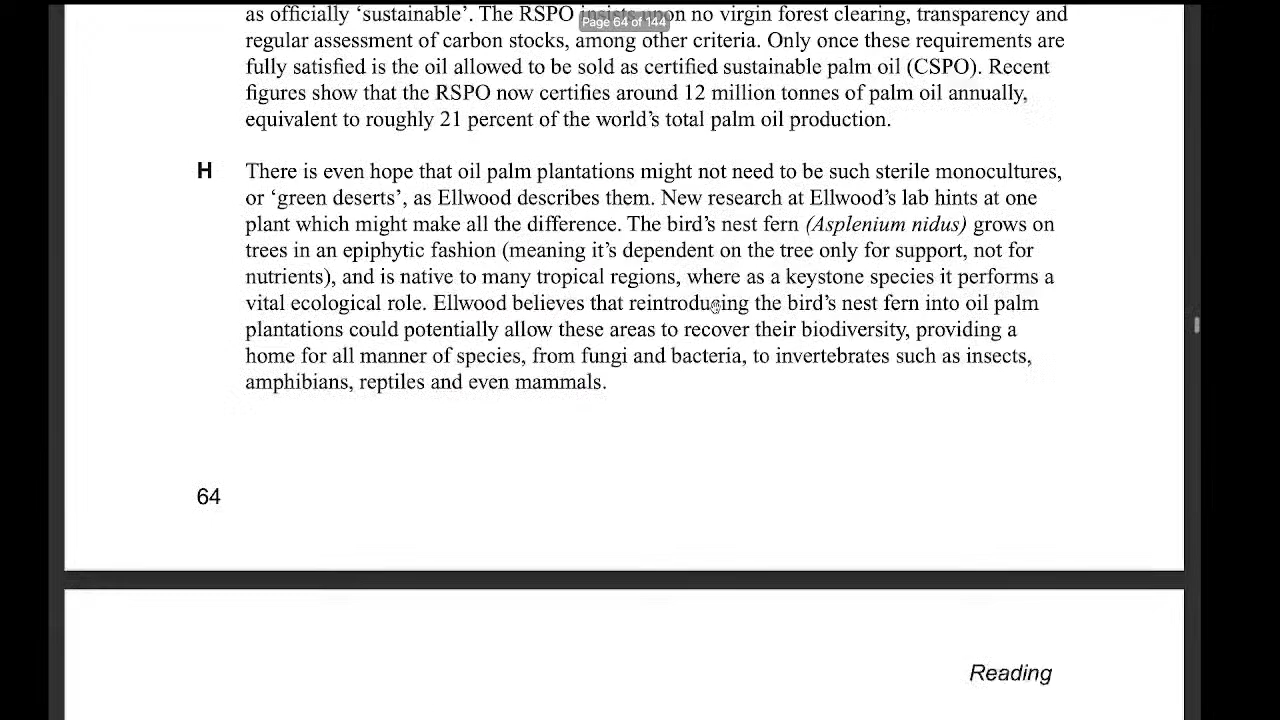 as officially ‘sustainable’. The RSPO insists upon no virgin forest clearing, transparency and
Page 64 of 144
regular assessment of carbon stocks, among other criteria. Only once these requirements are
fully satisfied is the oil allowed to be sold as certified sustainable palm oil (CSPO). Recent
figures show that the RSPO now certifies around 12 million tonnes of palm oil annually,
equivalent to roughly 21 percent of the world’s total palm oil production.
H There is even hope that oil palm plantations might not need to be such sterile monocultures,
or ‘green deserts’, as Ellwood describes them. New research at Ellwood’s lab hints at one
plant which might make all the difference. The bird’s nest fern (Asplenium nidus) grows on
trees in an epiphytic fashion (meaning it’s dependent on the tree only for support, not for
nutrients), and is native to many tropical regions, where as a keystone species it performs a
vital ecological role. Ellwood believes that reintroducing the bird’s nest fern into oil palm
plantations could potentially allow these areas to recover their biodiversity, providing a
home for all manner of species, from fungi and bacteria, to invertebrates such as insects,
amphibians, reptiles and even mammals.
64
Reading